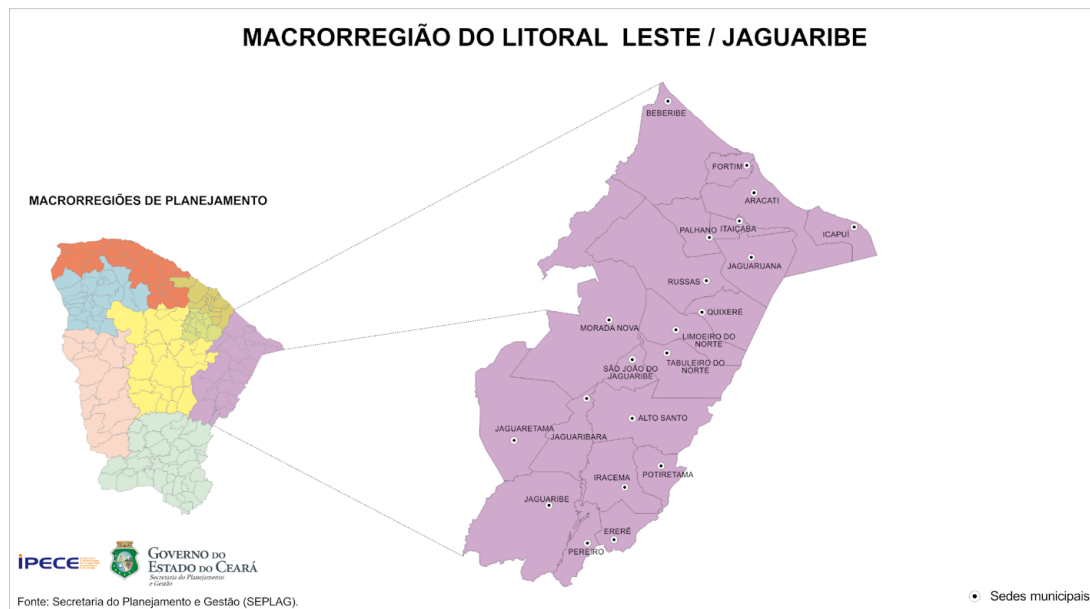 MACRORREGIÃO DO LITORAL LESTE / JAGUARIBE
BEBERIBE
FORTIM
ARACATI
MACRORREGIÕES DE PLANEJAMENTO
ITAIÇABA
PALHANO
ICAPUÍ
JAGUARUANA
RUSSAS
QUIXERÉ
MORADA NOVA
LIMOEIRO DO
NORTE
TABULEIRO DO
NORTE
SÃO JOÃO DO
JAGUARIBE
ALTO SANTO
JAGUARETAMA
JAGUARIBARA
POTIRETAMA
IRACEMA
JAGUARIBE
ERERÊ
PEREIRO
IPECE
GOVERNO DO
ESTADO DO CEARÁ
Secretaria do Planejamento
e Gestão
Fonte: Secretaria do Planejamento e Gestão (SEPLAG).
Sedes municipais